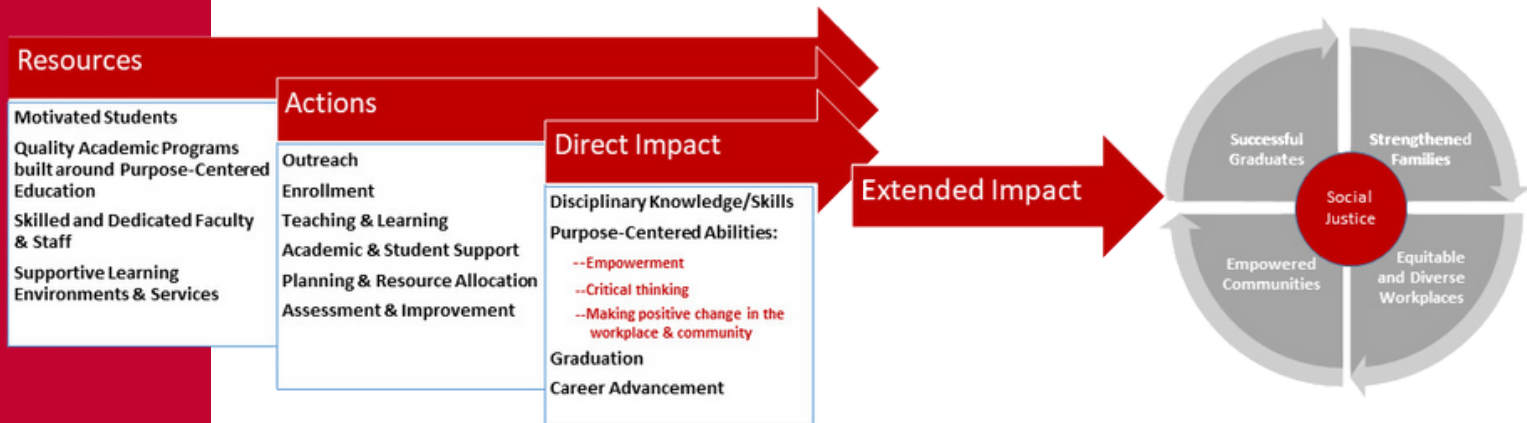 Resources
Motivated Students
Quality Academic Programs
built around Purpose-Centered
Education
Skilled and Dedicated Faculty
& Staff
Supportive Learning
Environments & Services
Actions
Outreach
Enrollment
Teaching & Learning
Academic & Student Support
Planning & Resource Allocation
Assessment & Improvement
Direct Impact
Disciplinary Knowledge/Skills
Purpose-Centered Abilities:
--Empowerment
--Critical thinking
--Making positive change in the
workplace & community
Graduation
Career Advancement
Extended Impact
Successful
Graduates
Strengthened
Families
Social
Justice
Empowered
Communities
Equitable
and Diverse
Workplaces